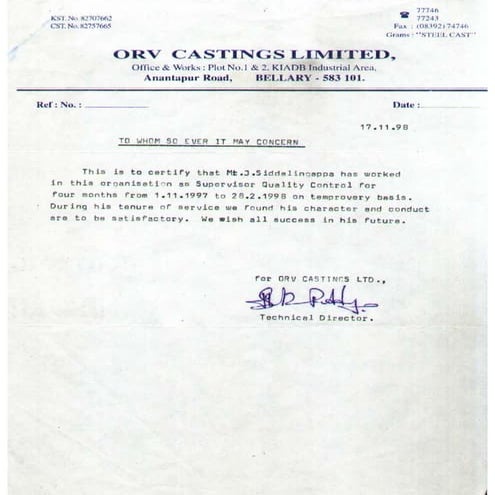 KST. No. 82707662
CST. No. 82757665
☎ 77746
77243
Fax : (08392) 74746
Grams : "STEEL CAST"
ORV CASTINGS LIMITED,
Office & Works : Plot No. 1 & 2, KIADB Industrial Area,
Anantapur Road, BELLARY - 583 101.
Ref : No. :
Date :
17.11.98
TO WHOM SO EVER IT MAY CONCERN
This is to certify that Mr.J.Siddalingappa has worked
in this organisation as Supervisor Quality Control for
four months from 1.11.1997 to 28.2.1998 on temprovery basis.
During his tenure of service we found his character and conduct
are to be satisfactory. We wish all success in his future.
for ORV CASTINGS LTD.,
Technical Director.